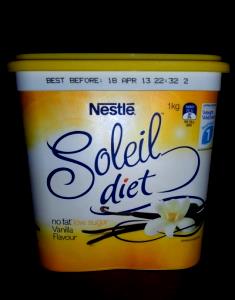 BEST BEFORE: 18 APR 13 22:32 2
Nestlé
1kg
Soleil
diet
no fat low sugar
Vanilla
Flavour